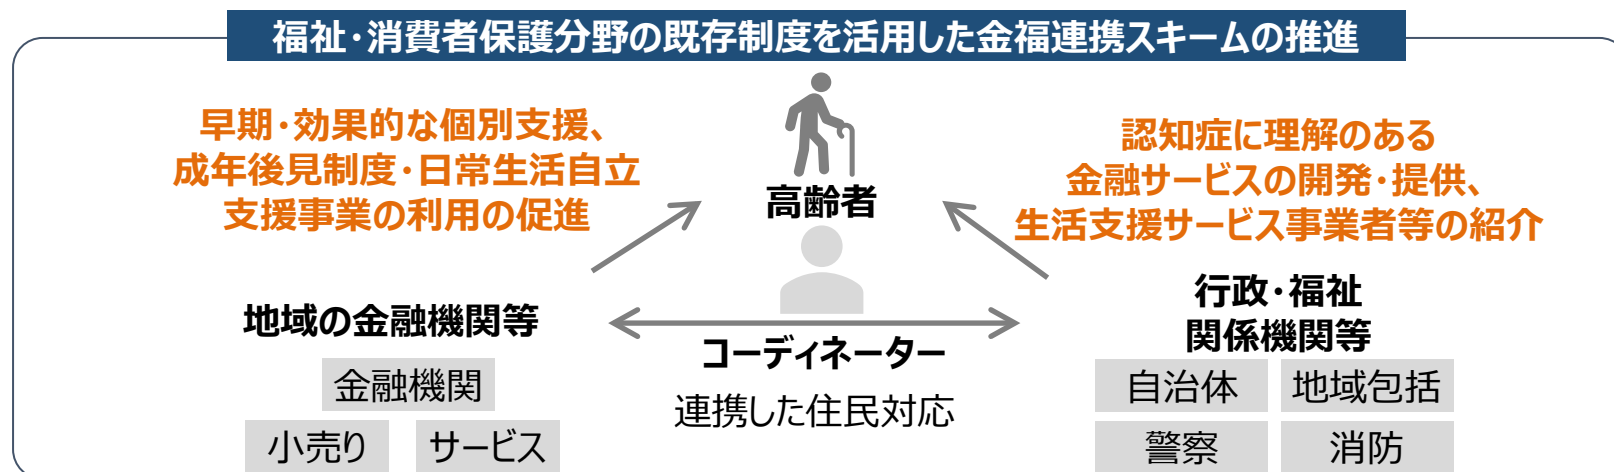 福祉・消費者保護分野の既存制度を活用した金福連携スキームの推進
早期・効果的な個別支援、
成年後見制度・日常生活自立
支援事業の利用の促進
高齢者
認知症に理解のある
金融サービスの開発・提供、
生活支援サービス事業者等の紹介
地域の金融機関等
金融機関
小売り
サービス
コーディネーター
連携した住民対応
行政・福祉
関係機関等
自治体
地域包括
警察
消防